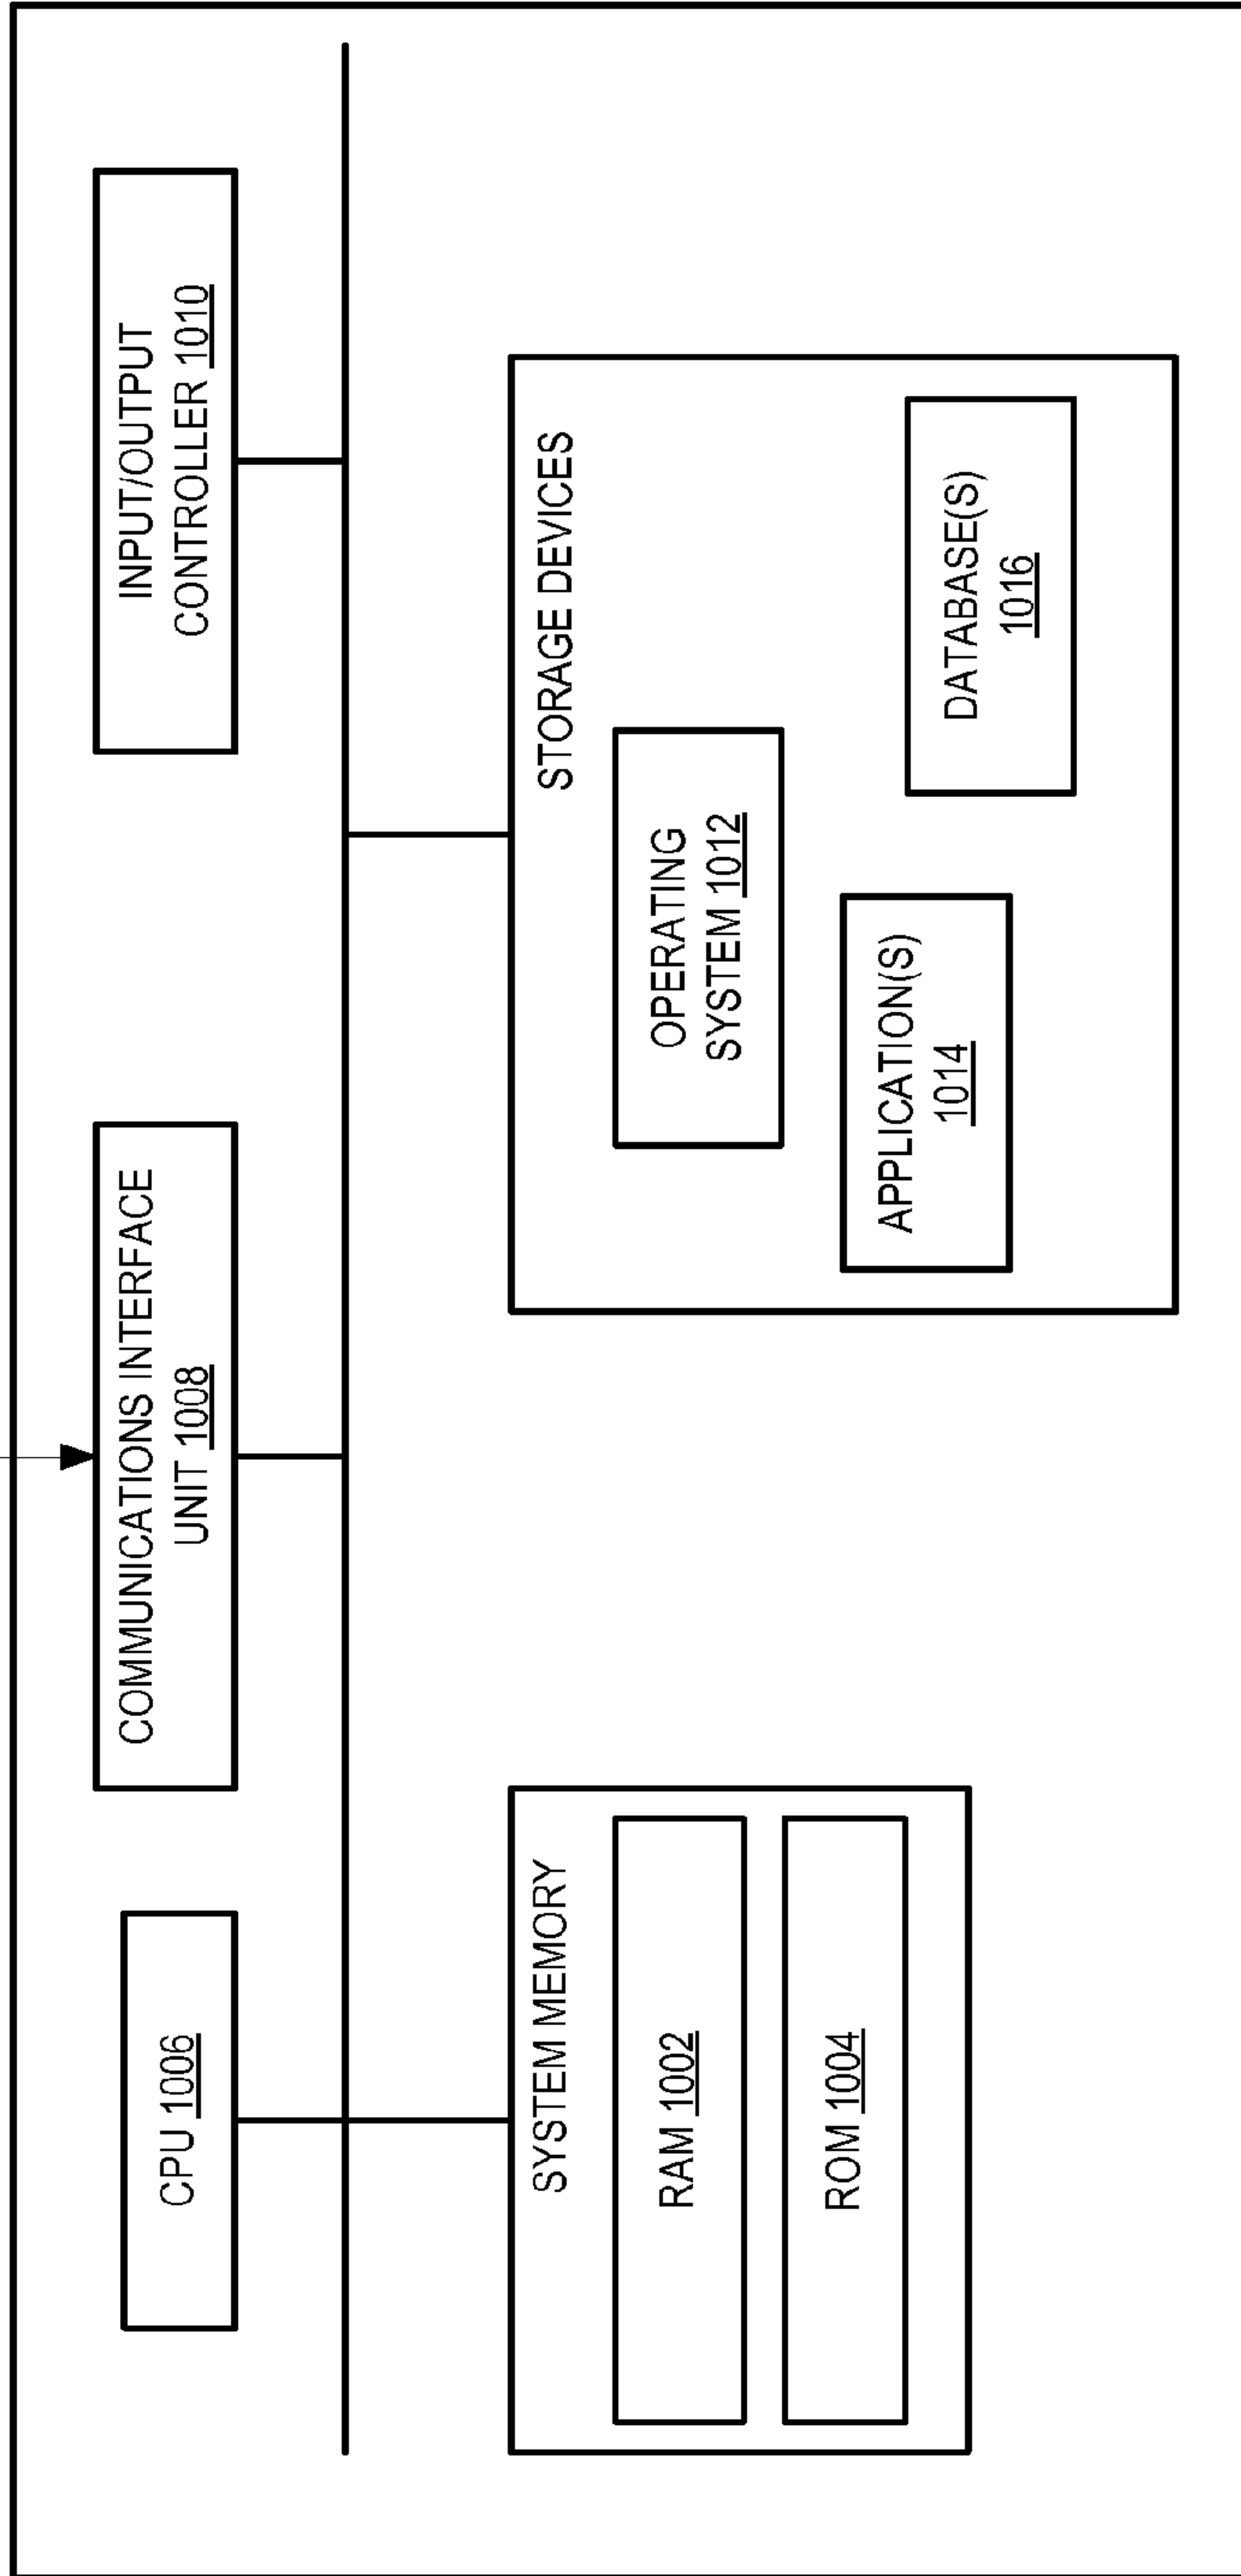 CPU 1006
COMMUNICATIONS INTERFACE
UNIT 1008
INPUT/OUTPUT
CONTROLLER 1010
SYSTEM MEMORY
RAM 1002
ROM 1004
STORAGE DEVICES
OPERATING
SYSTEM 1012
APPLICATION(S)
1014
DATABASE(S)
1016